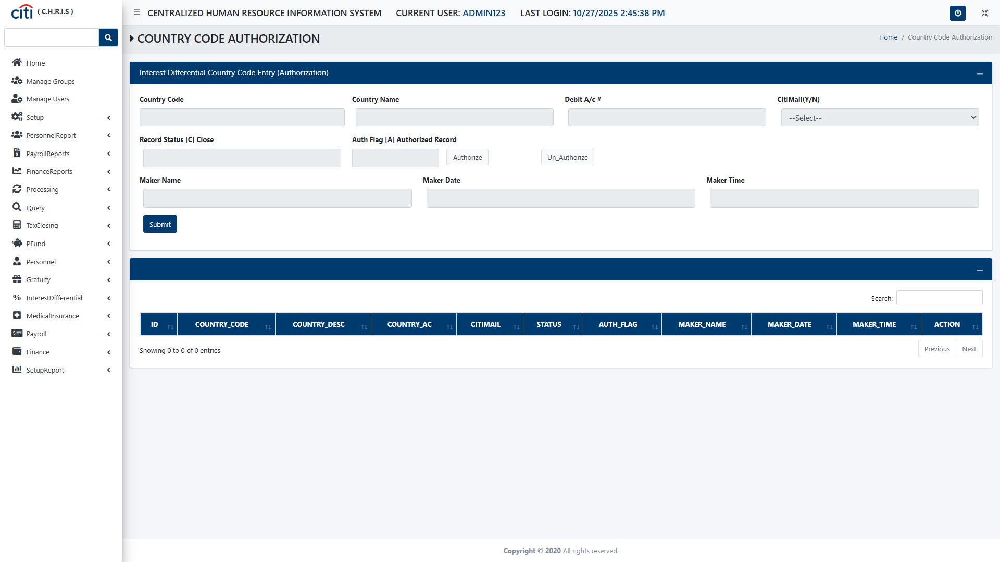 citi ( C.H.R.I.S )
CENTRALIZED HUMAN RESOURCE INFORMATION SYSTEM CURRENT USER: ADMIN123 LAST LOGIN: 10/27/2025 2:45:38 PM
COUNTRY CODE AUTHORIZATION
Home / Country Code Authorization
Home
Manage Groups
Manage Users
Setup
PersonnelReport
PayrollReports
FinanceReports
Processing
Query
TaxClosing
PFund
Personnel
Gratuity
InterestDifferential
MedicalInsurance
Payroll
Finance
SetupReport
Interest Differential Country Code Entry (Authorization)
Country Code Country Name Debit A/c # CitiMail(Y/N)
--Select--
Record Status [C] Close Auth Flag [A] Authorized Record
Authorize Un_Authorize
Maker Name Maker Date Maker Time
Submit
Search:
ID COUNTRY_CODE COUNTRY_DESC COUNTRY_AC CITIMAIL STATUS AUTH_FLAG MAKER_NAME MAKER_DATE MAKER_TIME ACTION
Showing 0 to 0 of 0 entries
Previous Next
Copyright © 2020 All rights reserved.